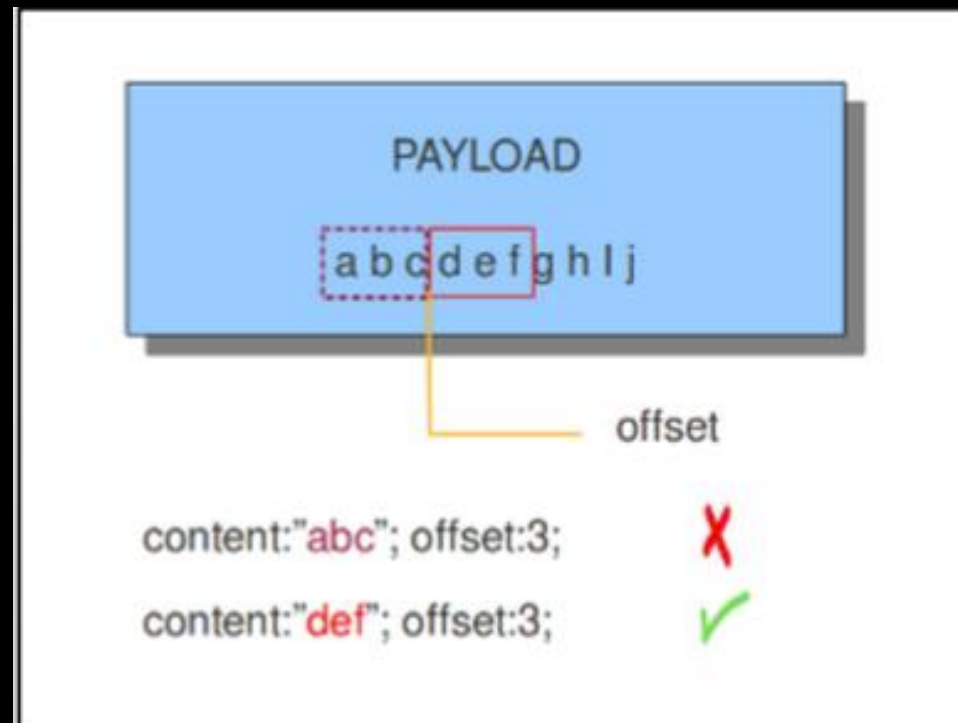 PAYLOAD
a b c d e f g h I j
offset
content:”abc”; offset:3; ✗
content:”def”; offset:3; ✓